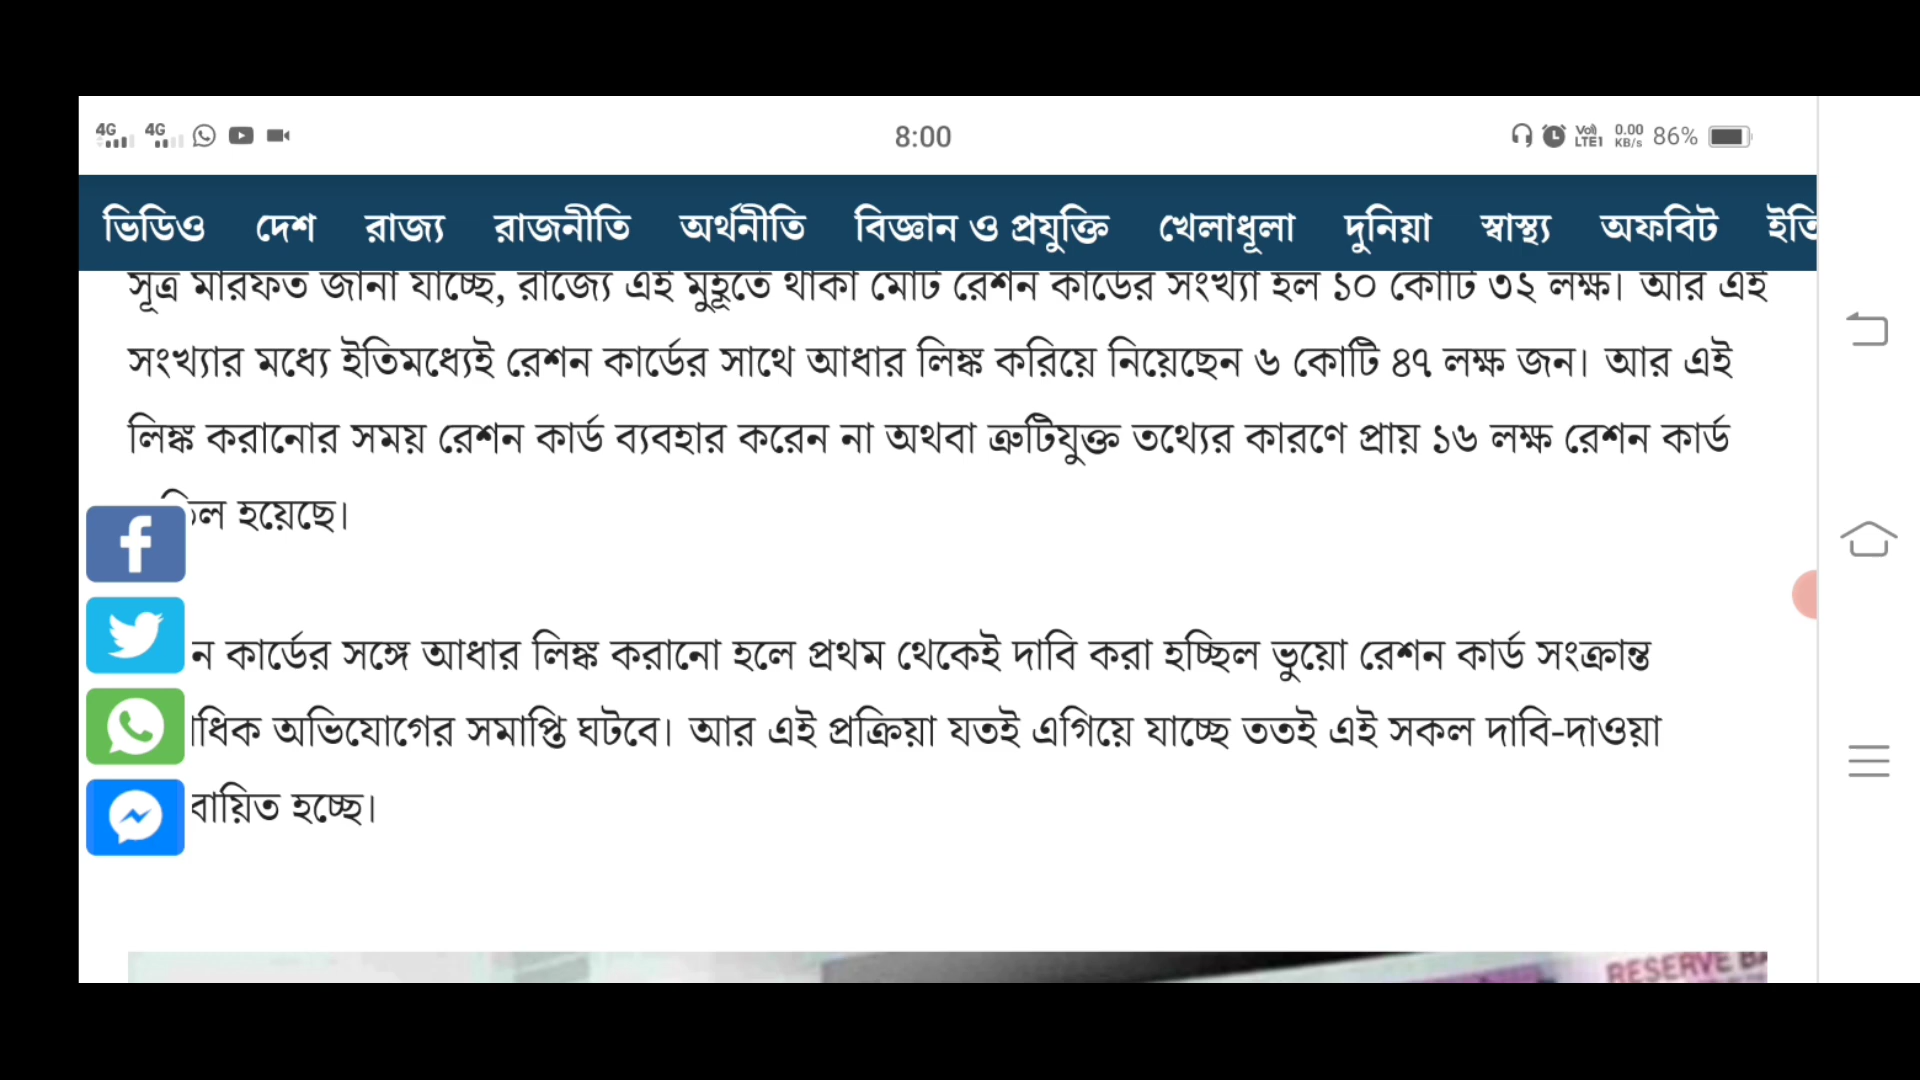 4G 4G 8:00 Vo) LTE1 0.00 KB/s 86%
ভিডিও দেশ রাজ্য রাজনীতি অর্থনীতি বিজ্ঞান ও প্রযুক্তি খেলাধূলা দুনিয়া স্বাস্থ্য অফবিট ইতি
সূত্র মারফত জানা যাচ্ছে, রাজ্যে এই মুহূর্তে থাকা মোট রেশন কার্ডের সংখ্যা হল ১০ কোটি ৩২ লক্ষ। আর এই
সংখ্যার মধ্যে ইতিমধ্যেই রেশন কার্ডের সাথে আধার লিঙ্ক করিয়ে নিয়েছেন ৬ কোটি ৪৭ লক্ষ জন। আর এই
লিঙ্ক করানোর সময় রেশন কার্ড ব্যবহার করেন না অথবা ত্রুটিযুক্ত তথ্যের কারণে প্রায় ১৬ লক্ষ রেশন কার্ড
হয়েছে।
ন কার্ডের সঙ্গে আধার লিঙ্ক করানো হলে প্রথম থেকেই দাবি করা হচ্ছিল ভুয়ো রেশন কার্ড সংক্রান্ত
ধিক অভিযোগের সমাপ্তি ঘটবে। আর এই প্রক্রিয়া যতই এগিয়ে যাচ্ছে ততই এই সকল দাবি-দাওয়া
বায়িত হচ্ছে।
RESERVE